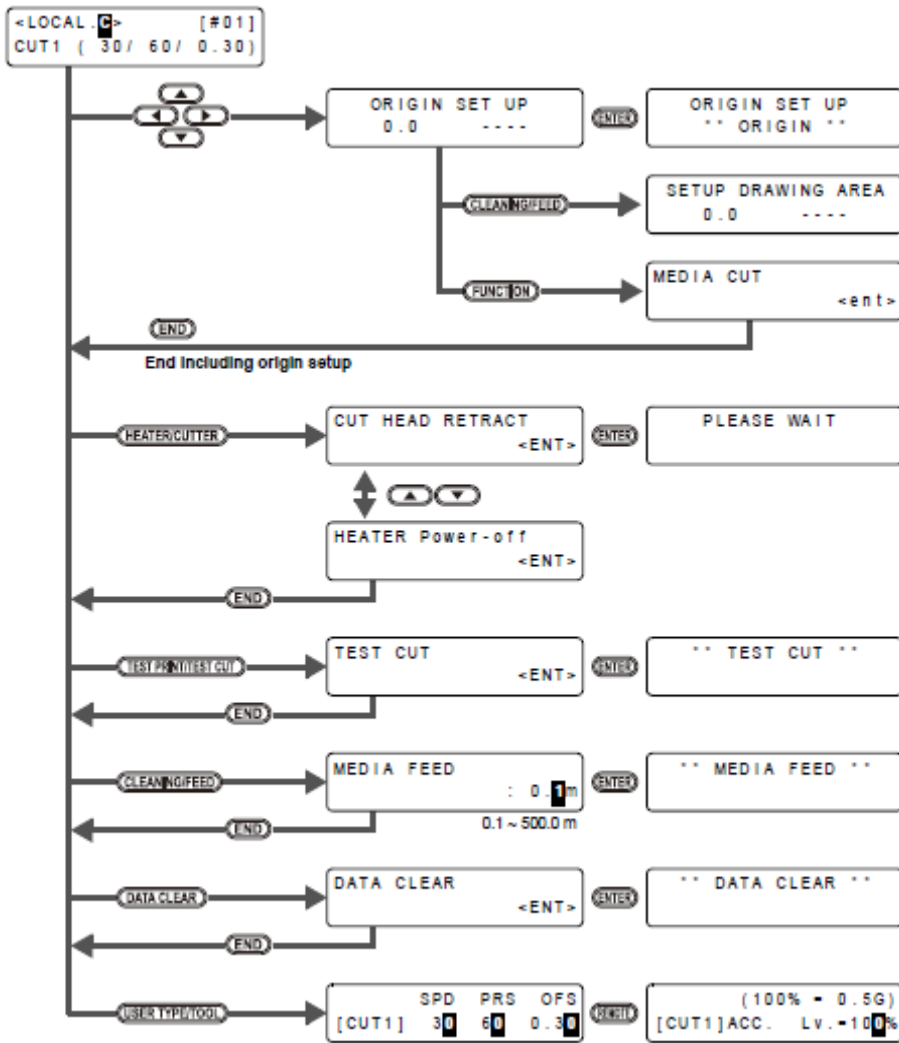 <LOCAL.C> [#01]
CUT1 ( 30/ 60/ 0.30)
ORIGIN SET UP
0.0 ----
ENTER
ORIGIN SET UP
** ORIGIN **
CLEANING/FEED
SETUP DRAWING AREA
0.0 ----
FUNCTION
MEDIA CUT
<ent>
END
End including origin setup
HEATER/CUTTER
CUT HEAD RETRACT
<ENT>
ENTER
PLEASE WAIT
HEATER Power-off
<ENT>
END
TEST PRINT/TEST CUT
TEST CUT
<ENT>
ENTER
** TEST CUT **
END
CLEANING/FEED
MEDIA FEED
: 0.1m
ENTER
** MEDIA FEED **
0.1 ~ 500.0 m
END
DATA CLEAR
DATA CLEAR
<ENT>
ENTER
** DATA CLEAR **
END
USER TYPE/TOOL
SPD PRS OFS
[CUT1] 30 60 0.30
REMOTE
(100% = 0.5G)
[CUT1]ACC. Lv.=100%